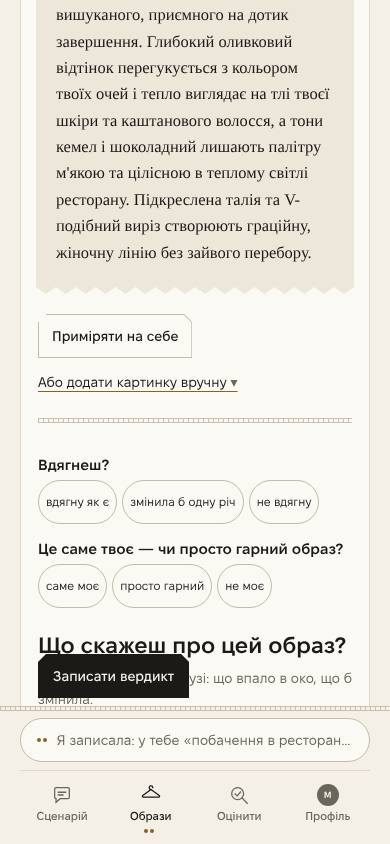 вишуканого, приємного на дотик
завершення. Глибокий оливковий
відтінок перегукується з кольором
твоїх очей і тепло виглядає на тлі твоєї
шкіри та каштанового волосся, а тони
кемел і шоколадний лишають палітру
м'якою та цілісною в теплому світлі
ресторану. Підкреслена талія та V-
подібний виріз створюють граційну,
жіночну лінію без зайвого перебору.
Приміряти на себе
Або додати картинку вручну ▾
Вдягнеш?
вдягну як є змінила б одну річ не вдягну
Це саме твоє — чи просто гарний образ?
саме моє просто гарний не моє
Що скажеш про цей образ?
Записати вердикт узі: що впало в око, що б
змінила.
Я записала: у тебе «побачення в ресторан...
Сценарій Образи Оцінити М Профіль